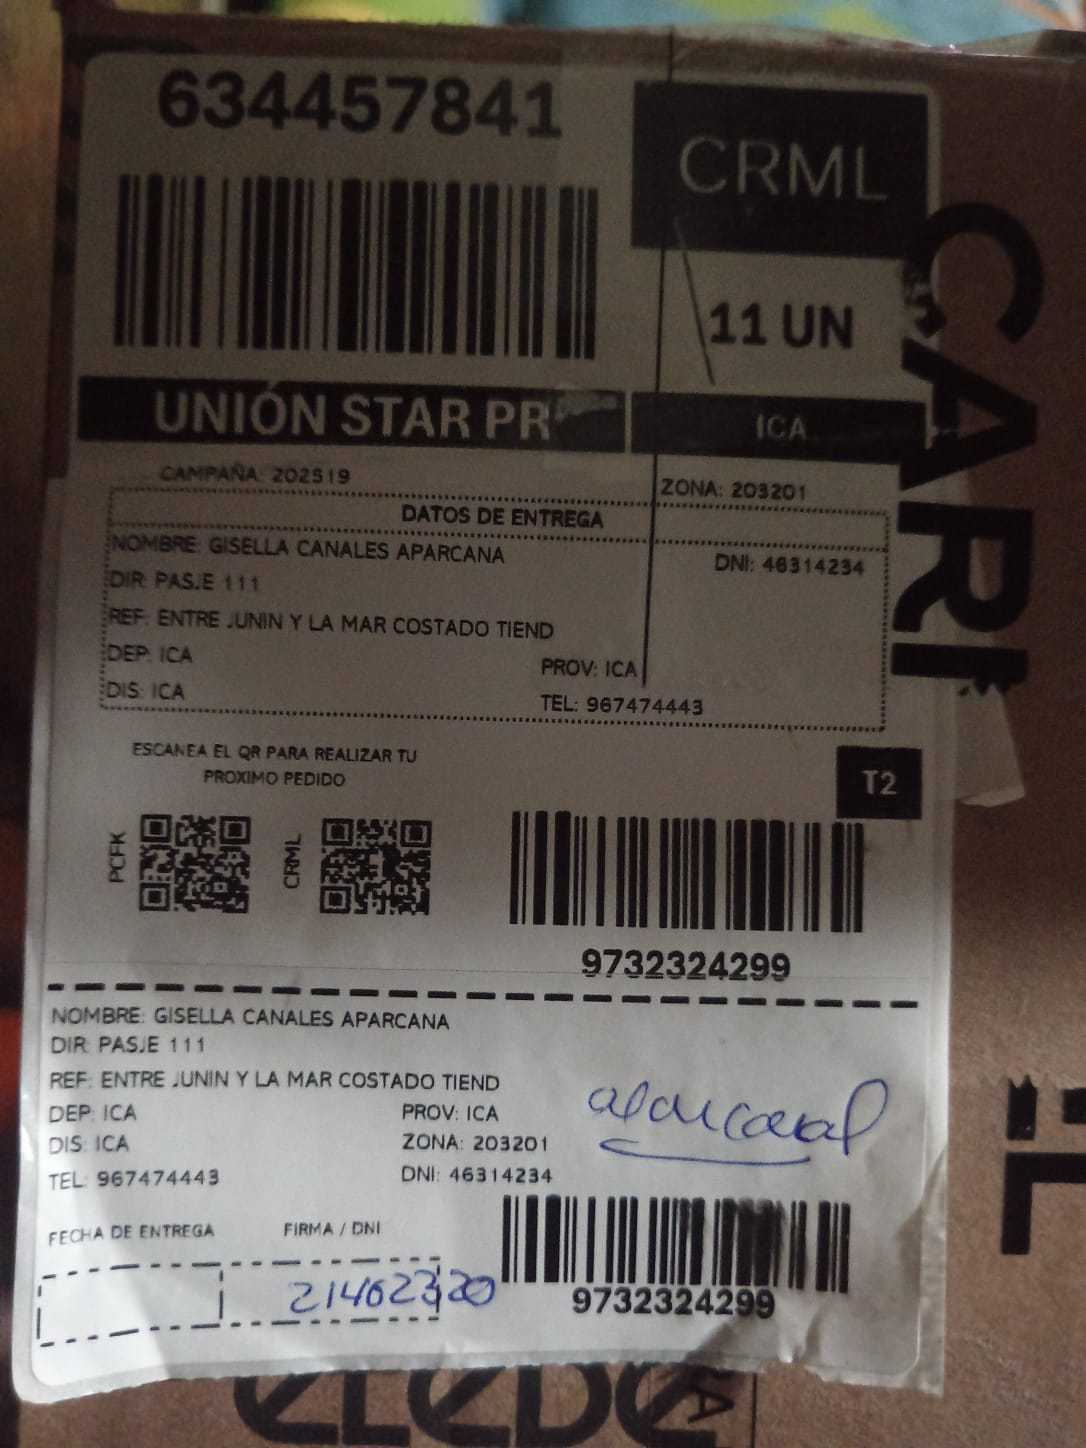 634457841
CRML
11 UN
UNIÓN STAR PR
ICA
CAMPAÑA: 202519
ZONA: 203201
DATOS DE ENTREGA
NOMBRE: GISELLA CANALES APARCANA
DNI: 46314234
DIR: PASJE 111
REF: ENTRE JUNIN Y LA MAR COSTADO TIEND
DEP: ICA
PROV: ICA
DIS: ICA
TEL: 967474443
ESCANEA EL QR PARA REALIZAR TU
PROXIMO PEDIDO
T2
PCFK
CRML
9732324299
NOMBRE: GISELLA CANALES APARCANA
DIR: PASJE 111
REF: ENTRE JUNIN Y LA MAR COSTADO TIEND
DEP: ICA
PROV: ICA
DIS: ICA
ZONA: 203201
TEL: 967474443
DNI: 46314234
FECHA DE ENTREGA
FIRMA / DNI
21462320
9732324299
CARI